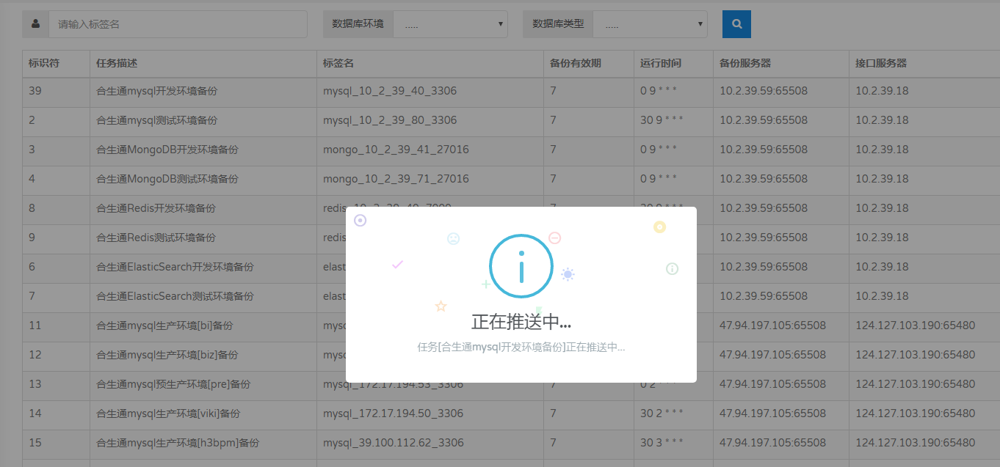 请输入标签名 数据库环境 ..... 数据库类型 .....
标识符 任务描述 标签名 备份有效期 运行时间 备份服务器 接口服务器
39 合生通mysql开发环境备份 mysql_10_2_39_40_3306 7 0 9 * * * 10.2.39.59:65508 10.2.39.18
2 合生通mysql测试环境备份 mysql_10_2_39_80_3306 7 30 9 * * * 10.2.39.59:65508 10.2.39.18
3 合生通MongoDB开发环境备份 mongo_10_2_39_41_27016 7 0 9 * * * 10.2.39.59:65508 10.2.39.18
4 合生通MongoDB测试环境备份 mongo_10_2_39_71_27016 7 0 9 * * * 10.2.39.59:65508 10.2.39.18
8 合生通Redis开发环境备份 10.2.39.59:65508 10.2.39.18
9 合生通Redis测试环境备份 redis 10.2.39.59:65508 10.2.39.18
6 合生通ElasticSearch开发环境备份 elast 10.2.39.59:65508 10.2.39.18
7 合生通ElasticSearch测试环境备份 elast 10.2.39.59:65508 10.2.39.18
11 合生通mysql生产环境[bi]备份 47.94.197.105:65508 124.127.103.190:65480
正在推送中...
任务[合生通mysql开发环境备份]正在推送中...
12 合生通mysql生产环境[biz]备份 47.94.197.105:65508 124.127.103.190:65480
13 合生通mysql预生产环境[pre]备份 mysql_172.17.194.53_3306 7 0 2 * * * 47.94.197.105:65508 124.127.103.190:65480
14 合生通mysql生产环境[viki]备份 mysql_172.17.194.50_3306 7 30 2 * * * 47.94.197.105:65508 124.127.103.190:65480
15 合生通mysql生产环境[h3bpm]备份 mysql_39.100.112.62_3306 7 30 3 * * * 47.94.197.105:65508 124.127.103.190:65480